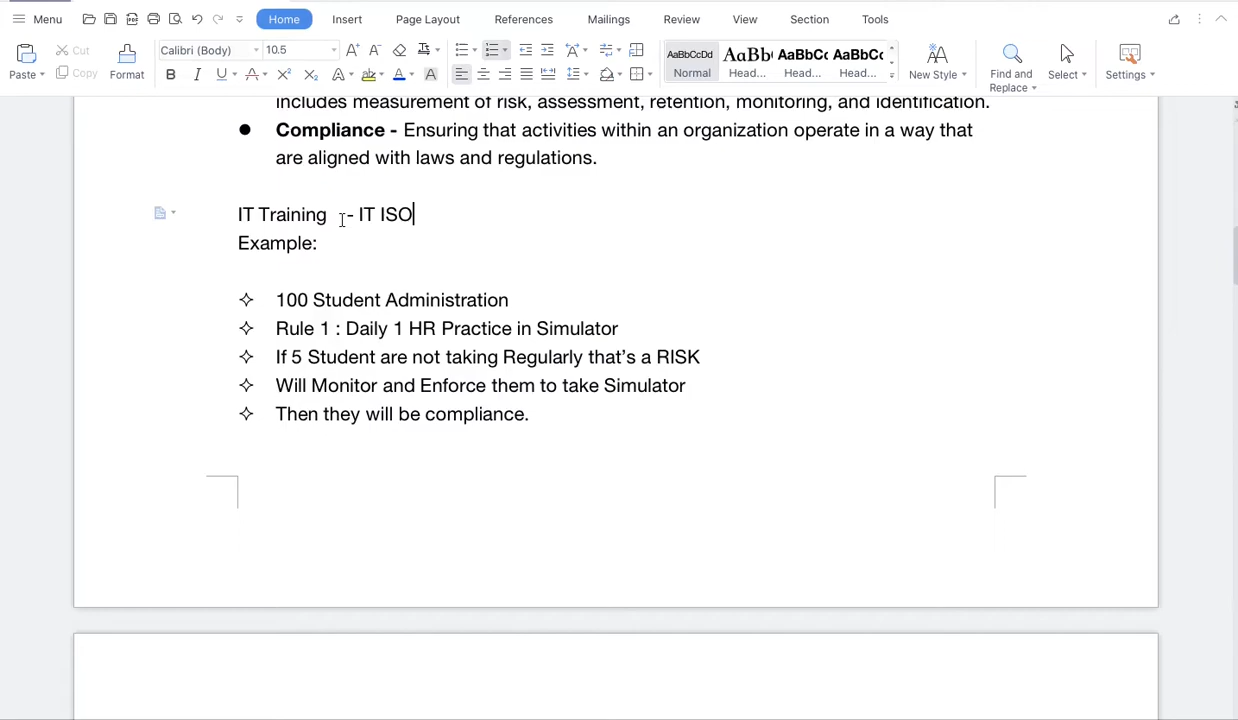 Menu Home Insert Page Layout References Mailings Review View Section Tools
Paste Cut Copy Format Calibri (Body) 10.5 AaBbCcDd Normal AaBb Head... AaBbCc Head... AaBbCc Head... New Style Find and Replace Select Settings
includes measurement of risk, assessment, retention, monitoring, and identification.
● Compliance - Ensuring that activities within an organization operate in a way that
are aligned with laws and regulations.
IT Training - IT ISO
Example:
✧ 100 Student Administration
✧ Rule 1 : Daily 1 HR Practice in Simulator
✧ If 5 Student are not taking Regularly that's a RISK
✧ Will Monitor and Enforce them to take Simulator
✧ Then they will be compliance.